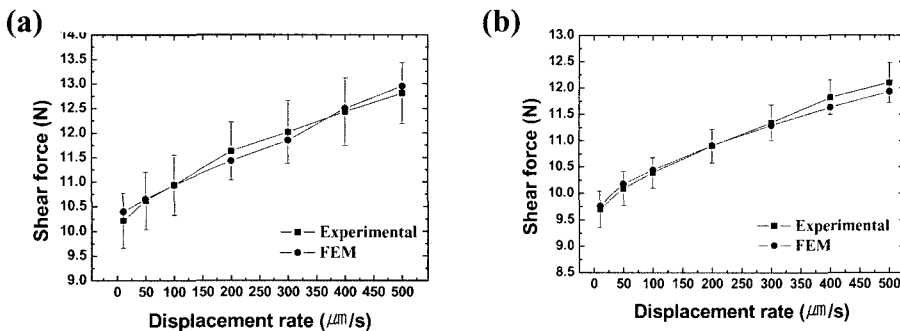 (a)
Shear force (N)
14.0
13.5
13.0
12.5
12.0
11.5
11.0
10.5
10.0
9.5
9.0
Experimental
FEM
0 50 100 150 200 250 300 350 400 450 500
Displacement rate (㎛/s)
(b)
Shear force (N)
13.0
12.5
12.0
11.5
11.0
10.5
10.0
9.5
9.0
8.5
Experimental
FEM
0 50 100 150 200 250 300 350 400 450 500
Displacement rate (㎛/s)